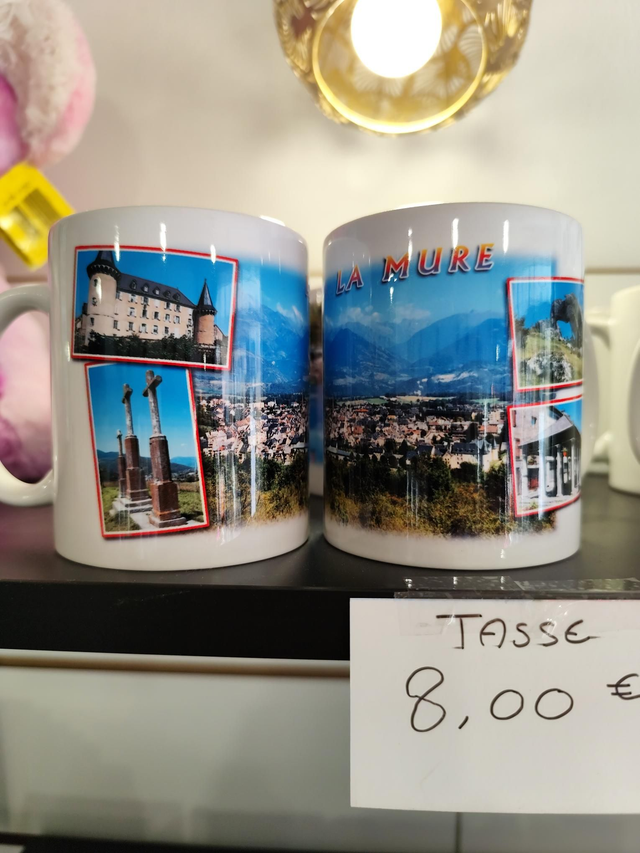 LA MURE
TASSE
8,00 €